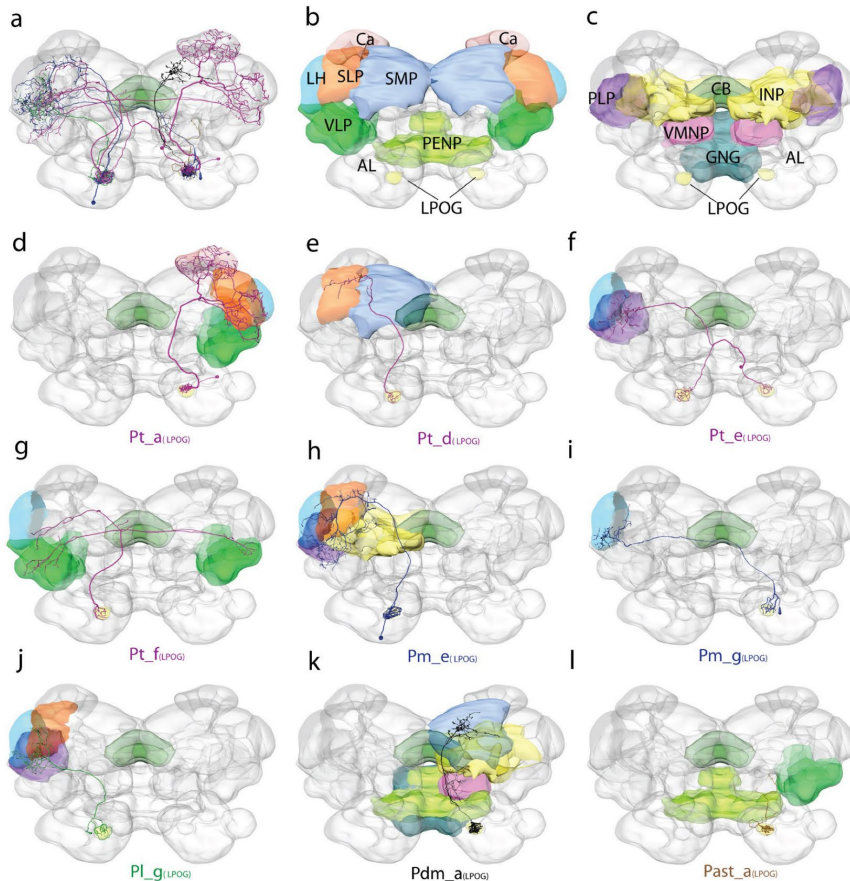 a
b
c
Ca Ca
LH SLP SMP
VLP
PENP
AL
LPOG
CB INP
PLP
VMNP
GNG AL
LPOG
d
e
f
Pt_a(LPOG)
Pt_d(LPOG)
Pt_e(LPOG)
g
h
i
Pt_f(LPOG)
Pm_e(LPOG)
Pm_g(LPOG)
j
k
l
Pl_g(LPOG)
Pdm_a(LPOG)
Past_a(LPOG)